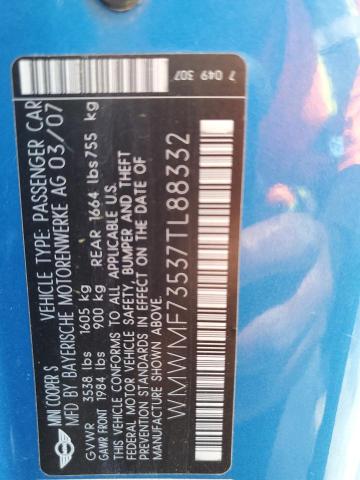 MINI COOPER S
VEHICLE TYPE: PASSENGER CAR
MFD BY BAYERISCHE MOTORENWERKE AG 03/07
GVWR 3538 lbs 1605 kg
GAWR FRONT 1984 lbs 900 kg REAR 1664 lbs 755 kg
THIS VEHICLE CONFORMS TO ALL APPLICABLE
FEDERAL MOTOR VEHICLE SAFETY, BUMPER AND THEFT
PREVENTION STANDARDS IN EFFECT ON THE DATE OF
MANUFACTURE SHOWN ABOVE.
WMWMF73537TL88332
7 049 307